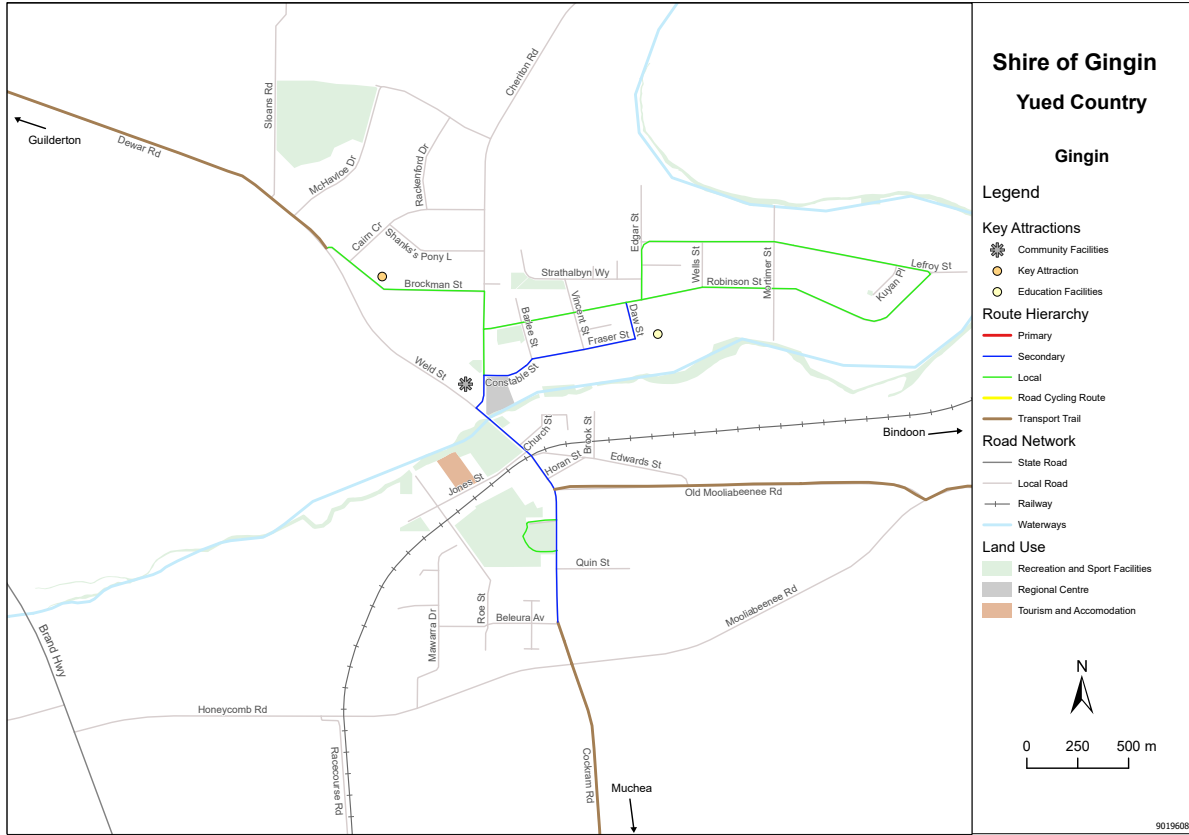 Shire of Gingin
Yued Country
Gingin
Legend
Key Attractions
Community Facilities
Key Attraction
Education Facilities
Route Hierarchy
Primary
Secondary
Local
Road Cycling Route
Transport Trail
Road Network
State Road
Local Road
Railway
Waterways
Land Use
Recreation and Sport Facilities
Regional Centre
Tourism and Accomodation
N
0 250 500 m
9019608
Guilderton
Dewar Rd
Sloans Rd
Cheriton Rd
McHavloe Dr
Rackenford Dr
Cairn Cr
Shanks's Pony L
Brockman St
Strathalbyn Wy
Edgar St
Wells St
Mortimer St
Robinson St
Kuyan Pl
Lefroy St
Barlee St
Vincent St
Daw St
Fraser St
Weld St
Constable St
Church St
Brook St
Horan St
Edwards St
Bindoon
Jones St
Old Mooliabeenee Rd
Quin St
Mooliabeenee Rd
Roe St
Beleura Av
Mawarra Dr
Brand Hwy
Honeycomb Rd
Racecourse Rd
Cockram Rd
Muchea